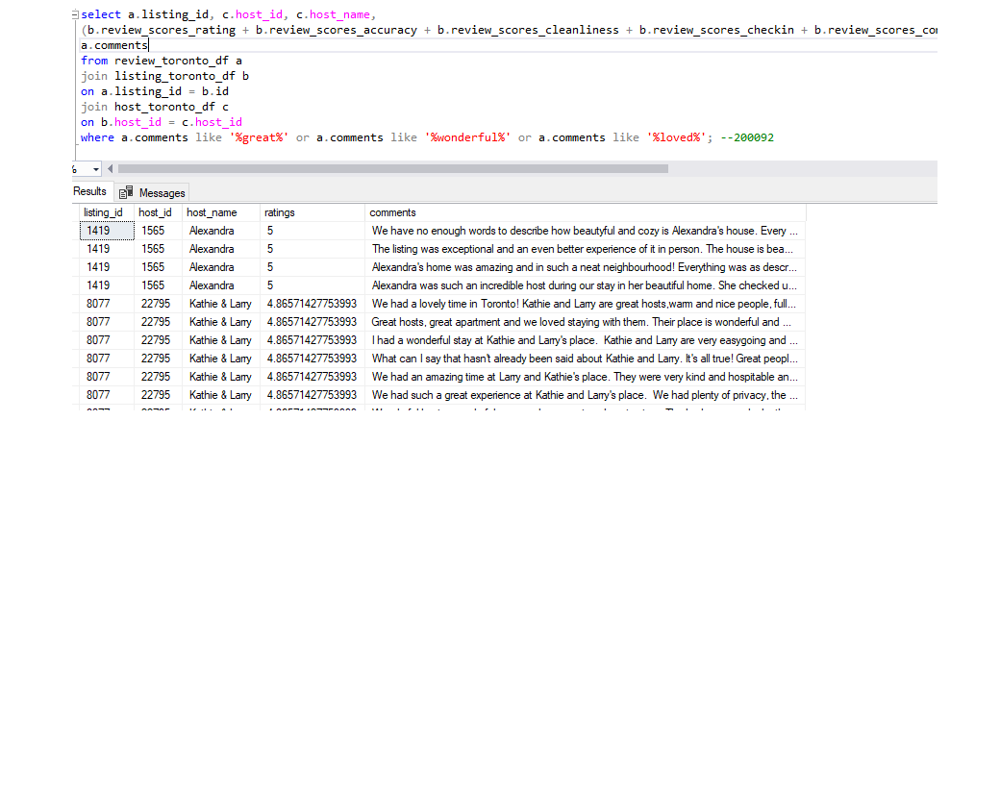 select a.listing_id, c.host_id, c.host_name,
(b.review_scores_rating + b.review_scores_accuracy + b.review_scores_cleanliness + b.review_scores_checkin + b.review_scores_co
a.comments
from review_toronto_df a
join listing_toronto_df b
on a.listing_id = b.id
join host_toronto_df c
on b.host_id = c.host_id
where a.comments like '%great%' or a.comments like '%wonderful%' or a.comments like '%loved%'; --200092
%
Results Messages
listing_id host_id host_name ratings comments
1419 1565 Alexandra 5 We have no enough words to describe how beautyful and cozy is Alexandra's house. Every ...
1419 1565 Alexandra 5 The listing was exceptional and an even better experience of it in person. The house is bea...
1419 1565 Alexandra 5 Alexandra's home was amazing and in such a neat neighbourhood! Everything was as descr...
1419 1565 Alexandra 5 Alexandra was such an incredible host during our stay in her beautiful home. She checked u...
8077 22795 Kathie & Larry 4.86571427753993 We had a lovely time in Toronto! Kathie and Larry are great hosts,warm and nice people, full...
8077 22795 Kathie & Larry 4.86571427753993 Great hosts, great apartment and we loved staying with them. Their place is wonderful and ...
8077 22795 Kathie & Larry 4.86571427753993 I had a wonderful stay at Kathie and Larry's place.  Kathie and Larry are very easygoing and ...
8077 22795 Kathie & Larry 4.86571427753993 What can I say that hasn't already been said about Kathie and Larry. It's all true! Great peopl...
8077 22795 Kathie & Larry 4.86571427753993 We had an amazing time at Larry and Kathie's place. They were very kind and hospitable an...
8077 22795 Kathie & Larry 4.86571427753993 We had such a great experience at Kathie and Larry's place.  We had plenty of privacy, the ...